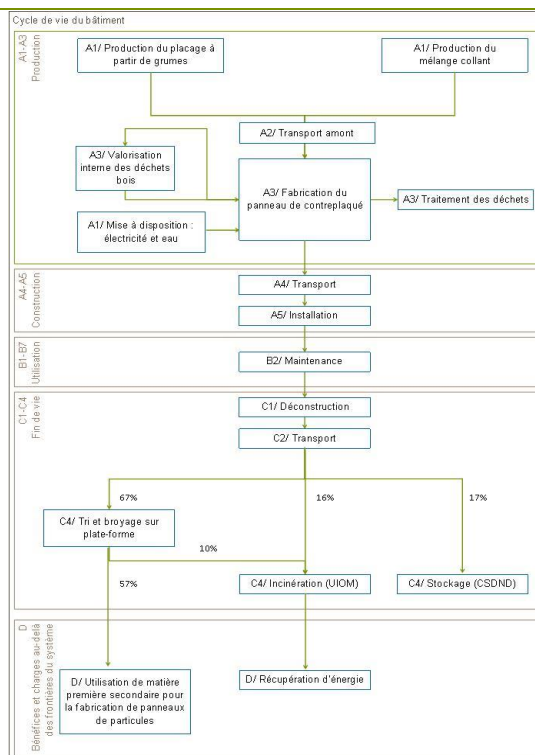 Cycle de vie du bâtiment
A1-A3
Production
A1/ Production du placage à
partir de grumes
A1/ Production du
mélange collant
A2/ Transport amont
A3/ Valorisation
interne des déchets
bois
A3/ Fabrication du
panneau de contreplaqué
A3/ Traitement des déchets
A1/ Mise à disposition :
électricité et eau
A4-A5
Construction
A4/ Transport
A5/ Installation
B1-B7
Utilisation
B2/ Maintenance
C1-C4
Fin de vie
C1/ Déconstruction
C2/ Transport
67%
16%
17%
C4/ Tri et broyage sur
plate-forme
10%
57%
C4/ Incinération (UIOM)
C4/ Stockage (CSDND)
D
Bénéfices et charges au-delà
des frontières du système
D/ Utilisation de matière
première secondaire pour
la fabrication de panneaux
de particules
D/ Récupération d'énergie